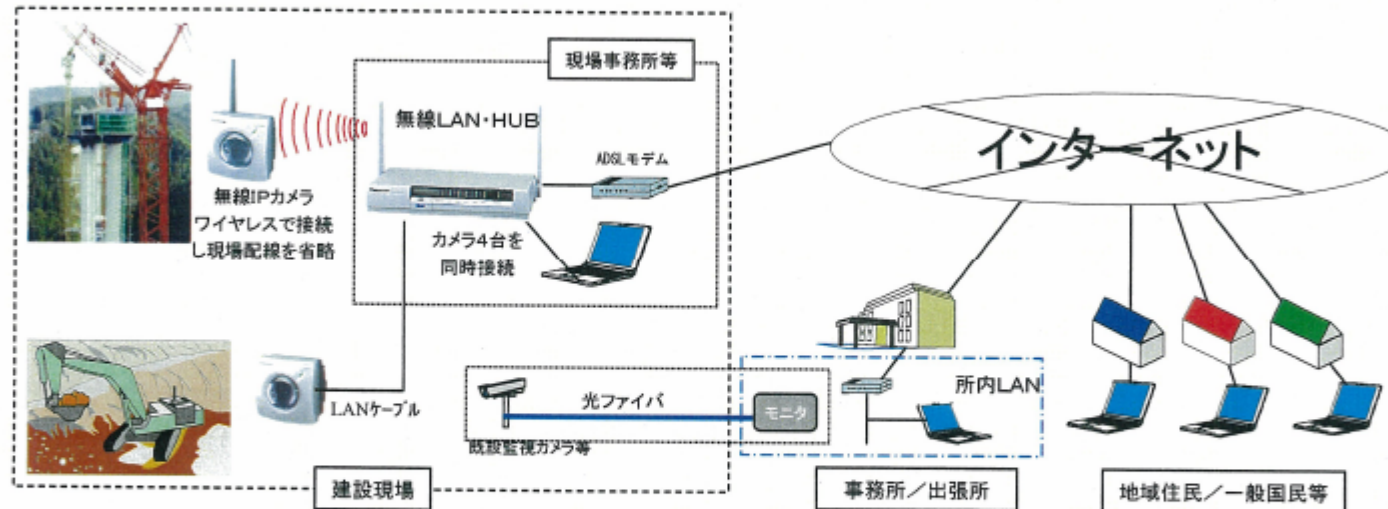 現場事務所等
無線LAN・HUB
ADSLモデム
インターネット
無線IPカメラ
ワイヤレスで接続
し現場配線を省略
カメラ4台を
同時接続
LANケーブル
光ファイバ
モニタ
所内LAN
既設監視カメラ等
建設現場
事務所／出張所
地域住民／一般国民等